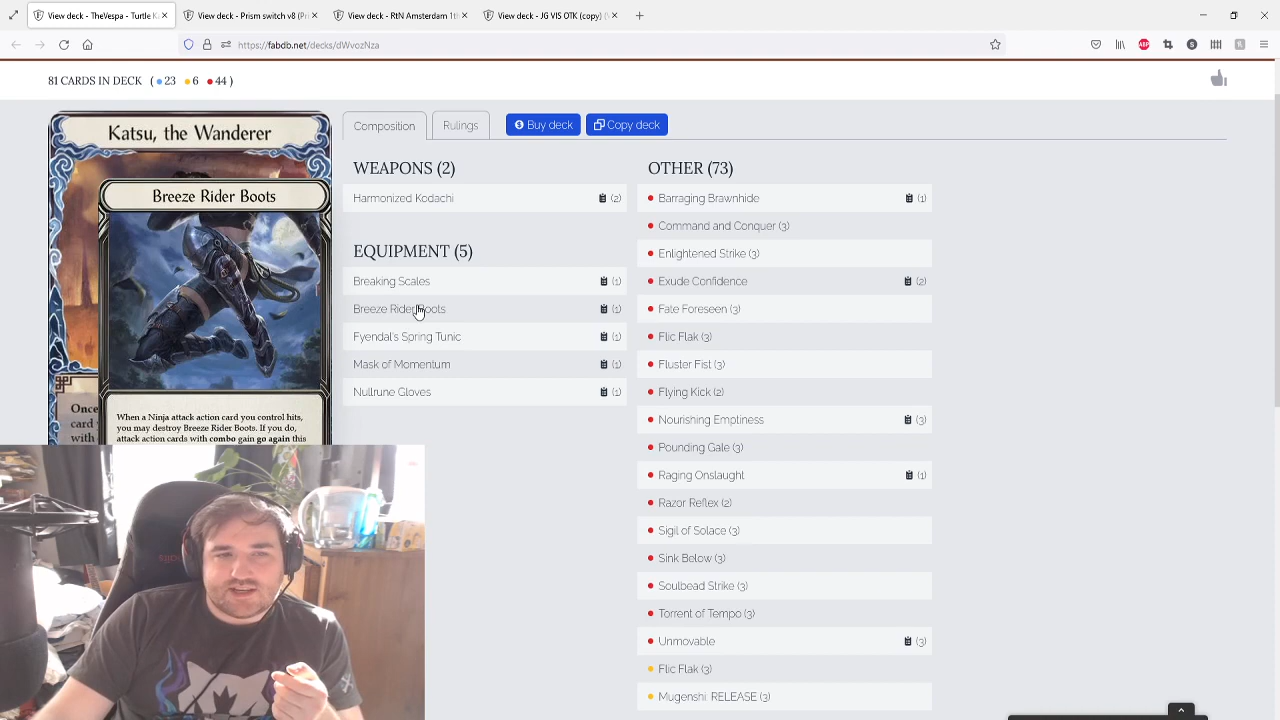 View deck - TheVespa - Turtle K
View deck - Prism switch v8 (Pr
View deck - RtN Amsterdam 1th
View deck - JG VIS OTK (copy) (
https://fabdb.net/decks/dWvozNza
ABP
S
81 CARDS IN DECK ( 23 6 44 )
Katsu, the Wanderer
Breeze Rider Boots
Once
card
with
When a Ninja attack action card you control hits,
you may destroy Breeze Rider Boots. If you do,
attack action cards with combo gain go again this
Composition
Rulings
Buy deck
Copy deck
WEAPONS (2)
Harmonized Kodachi (2)
EQUIPMENT (5)
Breaking Scales (1)
Breeze Rider Boots (1)
Fyendal's Spring Tunic (1)
Mask of Momentum (1)
Nullrune Gloves (1)
OTHER (73)
Barraging Brawnhide (1)
Command and Conquer (3)
Enlightened Strike (3)
Exude Confidence (2)
Fate Foreseen (3)
Flic Flak (3)
Fluster Fist (3)
Flying Kick (2)
Nourishing Emptiness (3)
Pounding Gale (3)
Raging Onslaught (1)
Razor Reflex (2)
Sigil of Solace (3)
Sink Below (3)
Soulbead Strike (3)
Torrent of Tempo (3)
Unmovable (3)
Flic Flak (3)
Mugenshi: RELEASE (3)